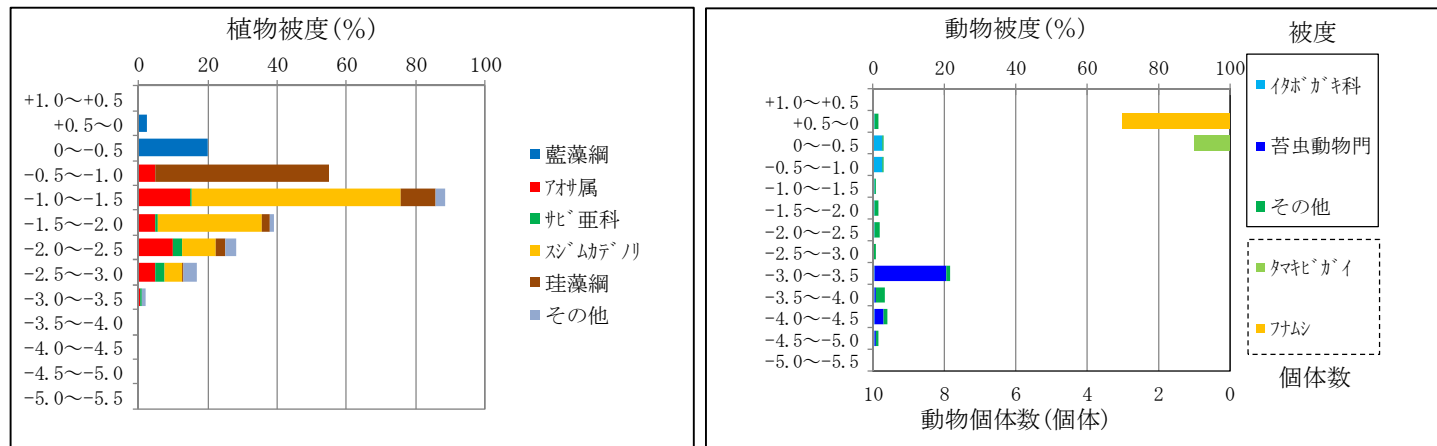 植物被度(%)
0 20 40 60 80 100
+1.0～+0.5
+0.5～0
0～-0.5
-0.5～-1.0
-1.0～-1.5
-1.5～-2.0
-2.0～-2.5
-2.5～-3.0
-3.0～-3.5
-3.5～-4.0
-4.0～-4.5
-4.5～-5.0
-5.0～-5.5
藍藻綱
ｱｵｻ属
ｻﾋﾞ亜科
ｽｼﾞﾑｶﾃﾞﾉﾘ
珪藻綱
その他
動物被度(%)
0 20 40 60 80 100
+1.0～+0.5
+0.5～0
0～-0.5
-0.5～-1.0
-1.0～-1.5
-1.5～-2.0
-2.0～-2.5
-2.5～-3.0
-3.0～-3.5
-3.5～-4.0
-4.0～-4.5
-4.5～-5.0
-5.0～-5.5
10 8 6 4 2 0
動物個体数(個体)
被度
ｲﾀﾎﾞｶﾞｷ科
苔虫動物門
その他
ﾀﾏｷﾋﾞｶﾞｲ
ﾌﾅﾑｼ
個体数